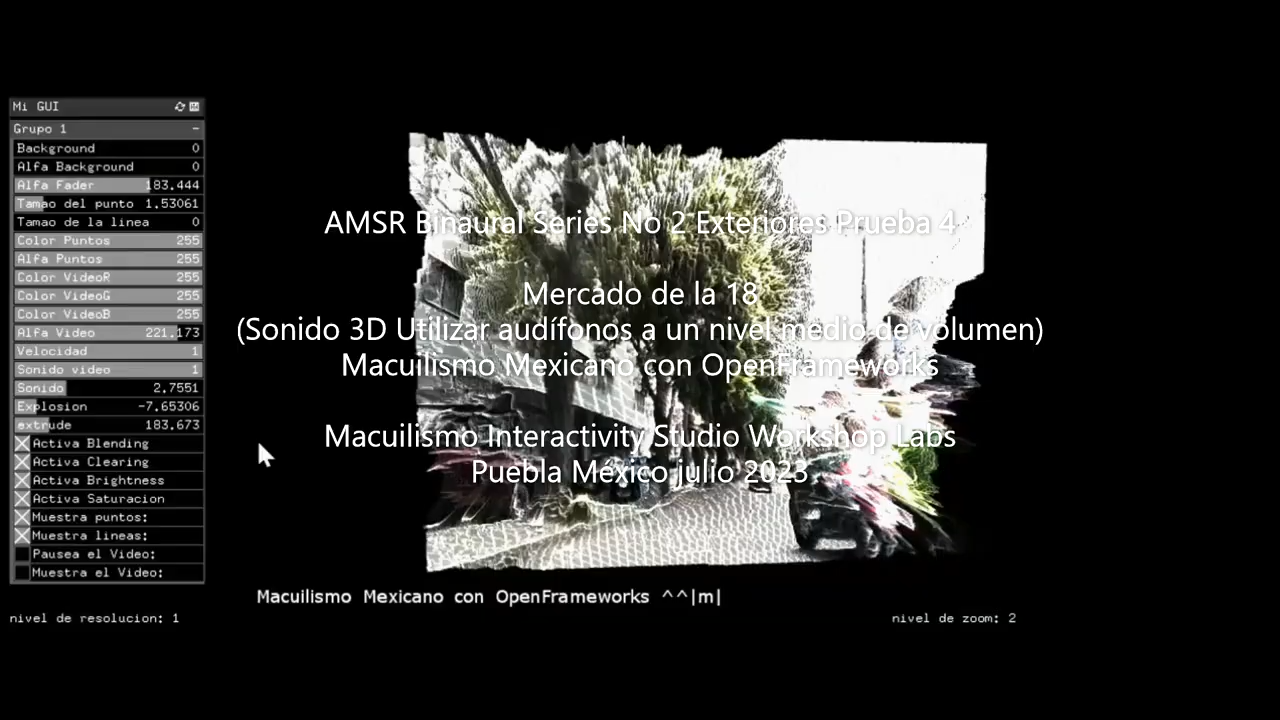 Mi GUI
Grupo 1 -
Background 0
Alfa Background 0
Alfa Fader 183.444
Tamao del punto 1.53061
Tamao de la linea 0
Color Puntos 255
Alfa Puntos 255
Color VideoR 255
Color VideoG 255
Color VideoB 255
Alfa Video 221.173
Velocidad 1
Sonido video 1
Sonido 2.7551
Explosion -7.65306
extrude 183.673
Activa Blending
Activa Clearing
Activa Brightness
Activa Saturacion
Muestra puntos:
Muestra lineas:
Pausea el Video:
Muestra el Video:
AMSR Binaural Series No 2 Exteriores Prueba 4
Mercado de la 18
(Sonido 3D Utilizar audífonos a un nivel medio de volumen)
Macuilismo Mexicano con OpenFrameworks
Macuilismo Interactivity Studio Workshop Labs
Puebla México julio 2023
Macuilismo Mexicano con OpenFrameworks ^^|m|
nivel de resolucion: 1
nivel de zoom: 2